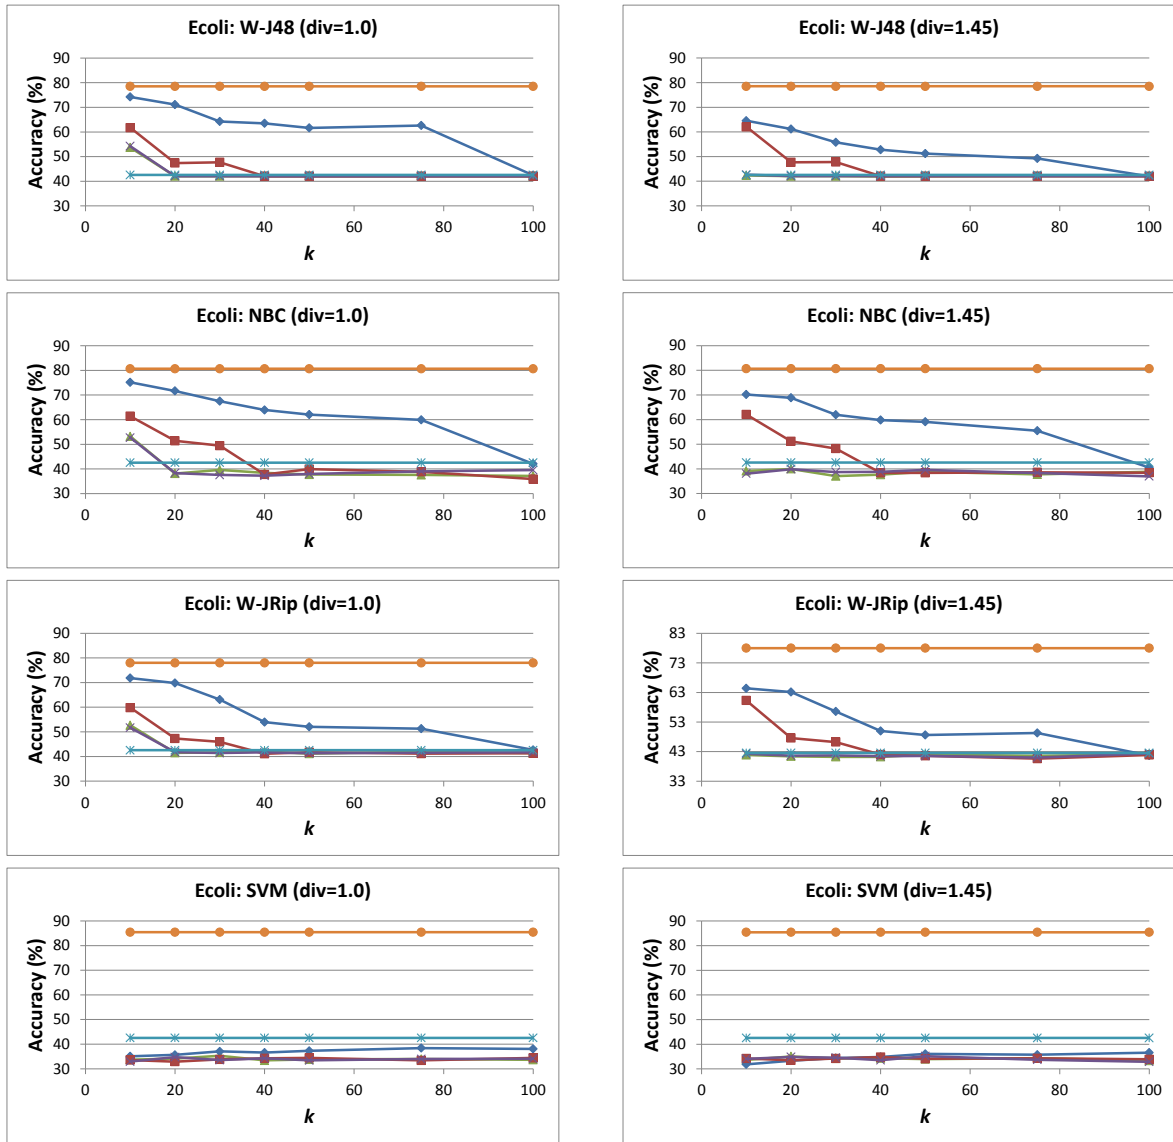 Ecoli: W-J48 (div=1.0)
Accuracy (%)
90
80
70
60
50
40
30
0 20 40 60 80 100
k
Ecoli: W-J48 (div=1.45)
Accuracy (%)
90
80
70
60
50
40
30
0 20 40 60 80 100
k
Ecoli: NBC (div=1.0)
Accuracy (%)
90
80
70
60
50
40
30
0 20 40 60 80 100
k
Ecoli: NBC (div=1.45)
Accuracy (%)
90
80
70
60
50
40
30
0 20 40 60 80 100
k
Ecoli: W-JRip (div=1.0)
Accuracy (%)
90
80
70
60
50
40
30
0 20 40 60 80 100
k
Ecoli: W-JRip (div=1.45)
Accuracy (%)
83
73
63
53
43
33
0 20 40 60 80 100
k
Ecoli: SVM (div=1.0)
Accuracy (%)
90
80
70
60
50
40
30
0 20 40 60 80 100
k
Ecoli: SVM (div=1.45)
Accuracy (%)
90
80
70
60
50
40
30
0 20 40 60 80 100
k